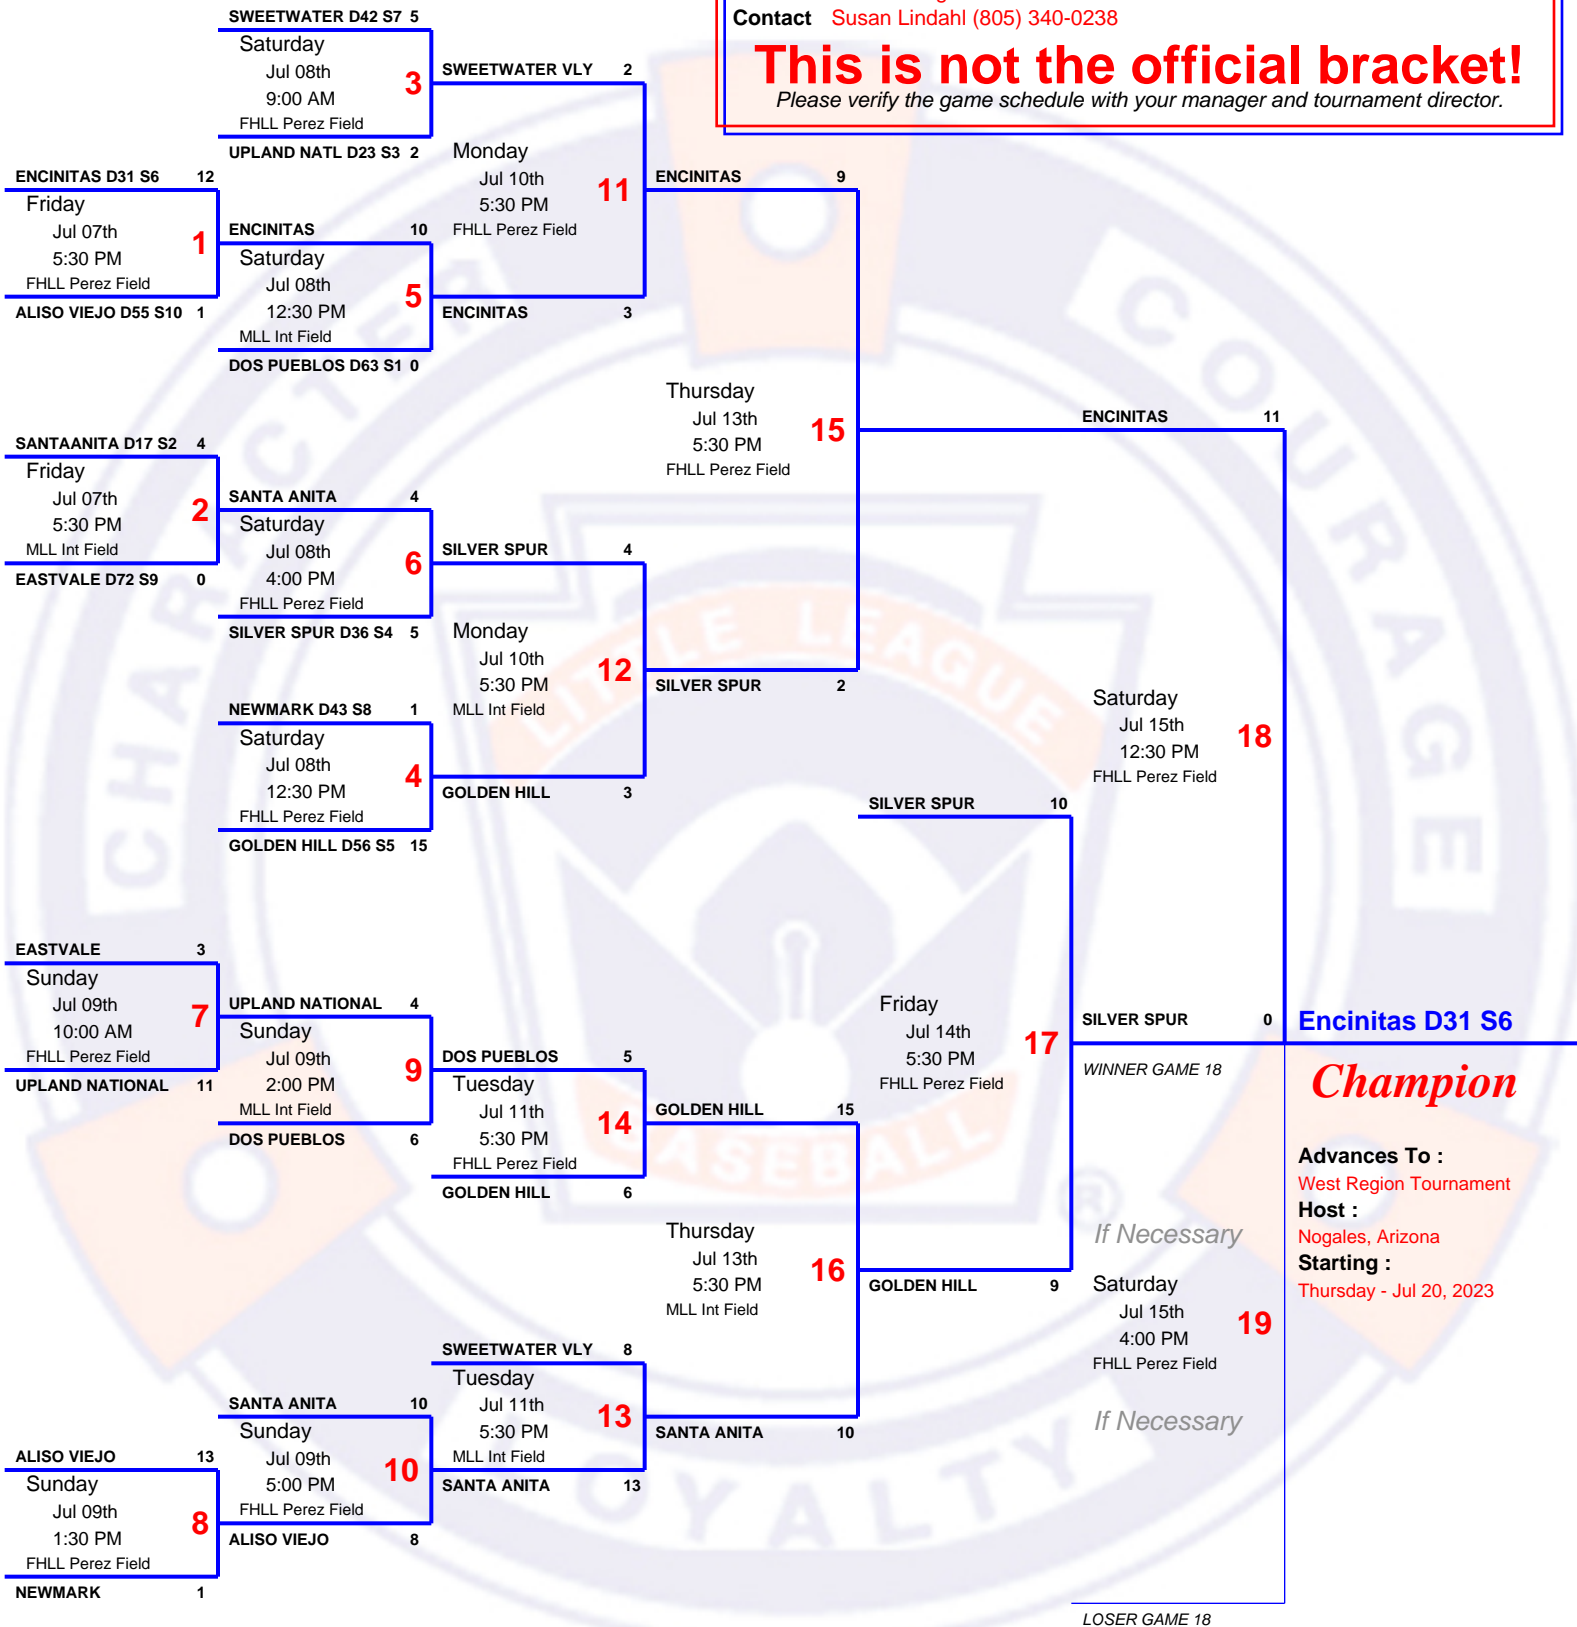 Contact Susan Lindahl (805) 340-0238
This is not the official bracket!
Please verify the game schedule with your manager and tournament director.
SWEETWATER D42 S7 5
Saturday
Jul 08th
9:00 AM
FHLL Perez Field
3
UPLAND NATL D23 S3 2
SWEETWATER VLY 2
Monday
Jul 10th
5:30 PM
FHLL Perez Field
11
ENCINITAS 3
ENCINITAS D31 S6 12
Friday
Jul 07th
5:30 PM
FHLL Perez Field
1
ALISO VIEJO D55 S10 1
ENCINITAS 10
Saturday
Jul 08th
12:30 PM
MLL Int Field
5
DOS PUEBLOS D63 S1 0
ENCINITAS 9
Thursday
Jul 13th
5:30 PM
FHLL Perez Field
15
SILVER SPUR 2
SANTAANITA D17 S2 4
Friday
Jul 07th
5:30 PM
MLL Int Field
2
EASTVALE D72 S9 0
SANTA ANITA 4
Saturday
Jul 08th
4:00 PM
FHLL Perez Field
6
SILVER SPUR D36 S4 5
SILVER SPUR 4
Monday
Jul 10th
5:30 PM
MLL Int Field
12
GOLDEN HILL 3
NEWMARK D43 S8 1
Saturday
Jul 08th
12:30 PM
FHLL Perez Field
4
GOLDEN HILL D56 S5 15
ENCINITAS 11
Saturday
Jul 15th
12:30 PM
FHLL Perez Field
18
SILVER SPUR 0
WINNER GAME 18
EASTVALE 3
Sunday
Jul 09th
10:00 AM
FHLL Perez Field
7
UPLAND NATIONAL 11
UPLAND NATIONAL 4
Sunday
Jul 09th
2:00 PM
MLL Int Field
9
DOS PUEBLOS 6
DOS PUEBLOS 5
Tuesday
Jul 11th
5:30 PM
FHLL Perez Field
14
GOLDEN HILL 6
GOLDEN HILL 15
Thursday
Jul 13th
5:30 PM
MLL Int Field
16
SANTA ANITA 10
SILVER SPUR 10
Friday
Jul 14th
5:30 PM
FHLL Perez Field
17
GOLDEN HILL 9
SWEETWATER VLY 8
Tuesday
Jul 11th
5:30 PM
MLL Int Field
13
SANTA ANITA 13
SANTA ANITA 10
Sunday
Jul 09th
5:00 PM
FHLL Perez Field
10
ALISO VIEJO 8
ALISO VIEJO 13
Sunday
Jul 09th
1:30 PM
FHLL Perez Field
8
NEWMARK 1
If Necessary
Saturday
Jul 15th
4:00 PM
FHLL Perez Field
19
If Necessary
LOSER GAME 18
Encinitas D31 S6
Champion
Advances To :
West Region Tournament
Host :
Nogales, Arizona
Starting :
Thursday - Jul 20, 2023
CHARACTER
COURAGE
LOYALTY
LITTLE LEAGUE
BASEBALL
®